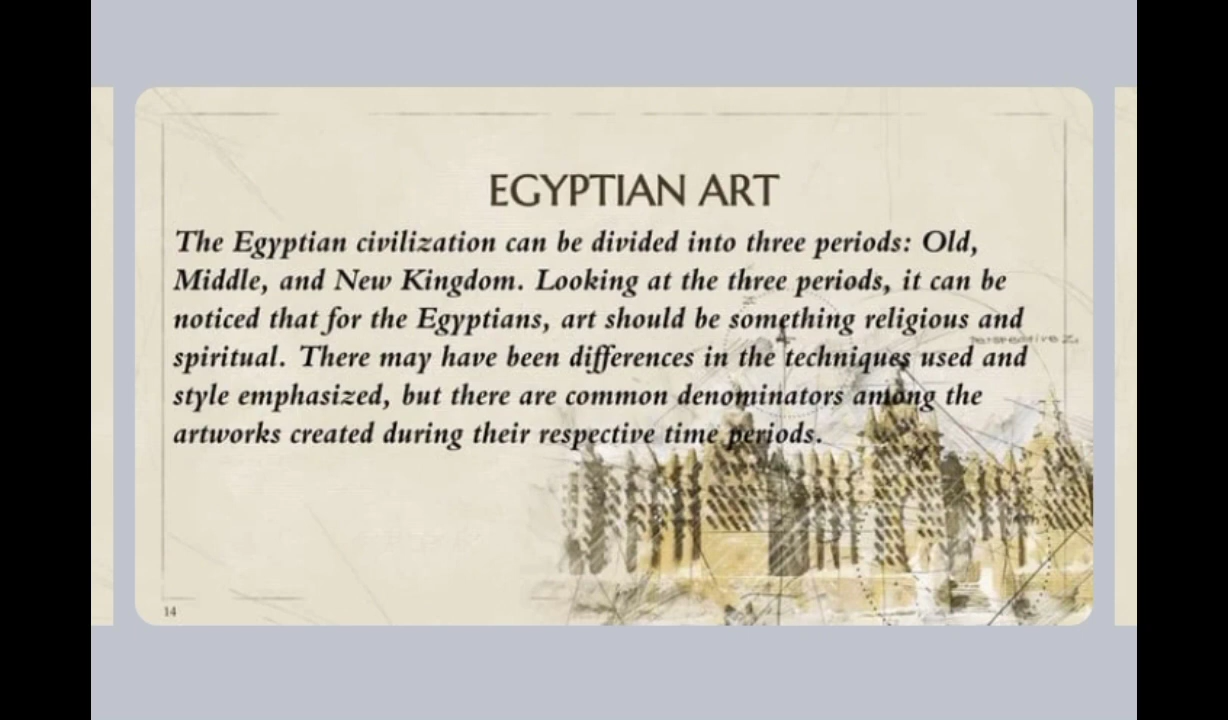 EGYPTIAN ART
The Egyptian civilization can be divided into three periods: Old,
Middle, and New Kingdom. Looking at the three periods, it can be
noticed that for the Egyptians, art should be something religious and
spiritual. There may have been differences in the techniques used and
style emphasized, but there are common denominators among the
artworks created during their respective time periods.
14